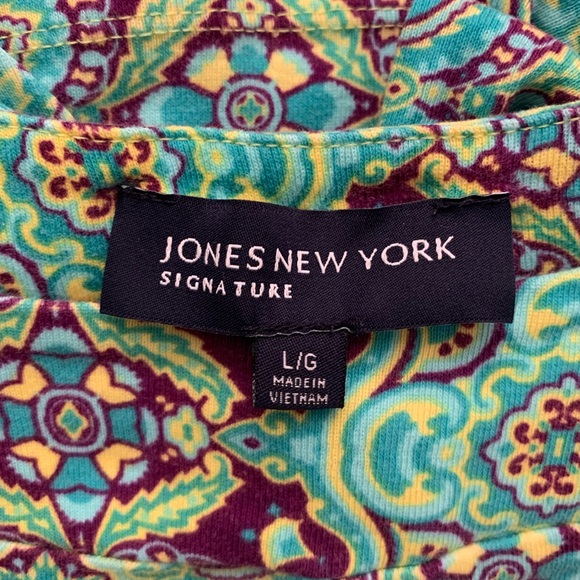 JONES NEW YORK
SIGNATURE
L/G
MADE IN
VIETNAM